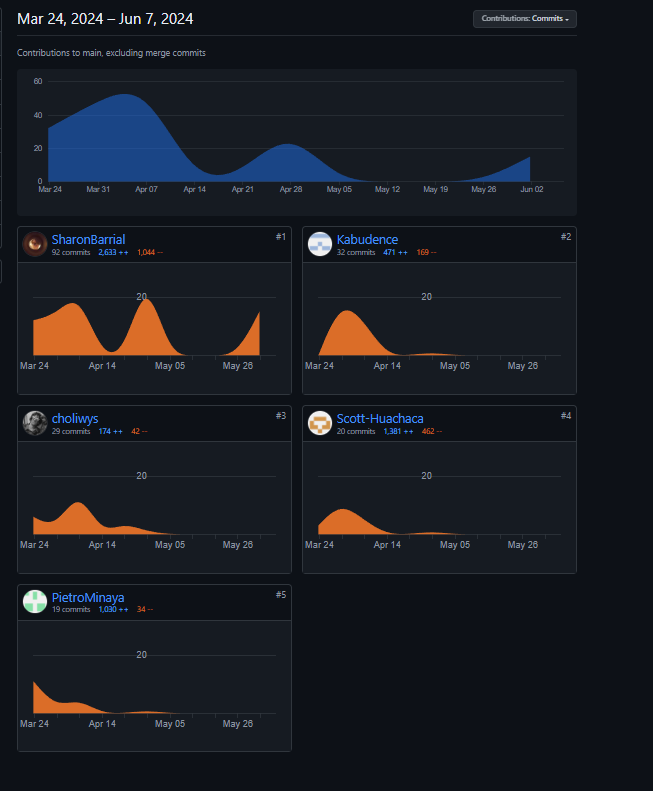 Mar 24, 2024 – Jun 7, 2024
Contributions: Commits
Contributions to main, excluding merge commits
60
40
20
0
Mar 24 Mar 31 Apr 07 Apr 14 Apr 21 Apr 28 May 05 May 12 May 19 May 26 Jun 02
SharonBarrial #1
92 commits 2,633 ++ 1,044 --
20
Mar 24 Apr 14 May 05 May 26
Kabudence #2
32 commits 471 ++ 169 --
20
Mar 24 Apr 14 May 05 May 26
choliwys #3
29 commits 174 ++ 42 --
20
Mar 24 Apr 14 May 05 May 26
Scott-Huachaca #4
20 commits 1,381 ++ 462 --
20
Mar 24 Apr 14 May 05 May 26
PietroMinaya #5
19 commits 1,030 ++ 34 --
20
Mar 24 Apr 14 May 05 May 26